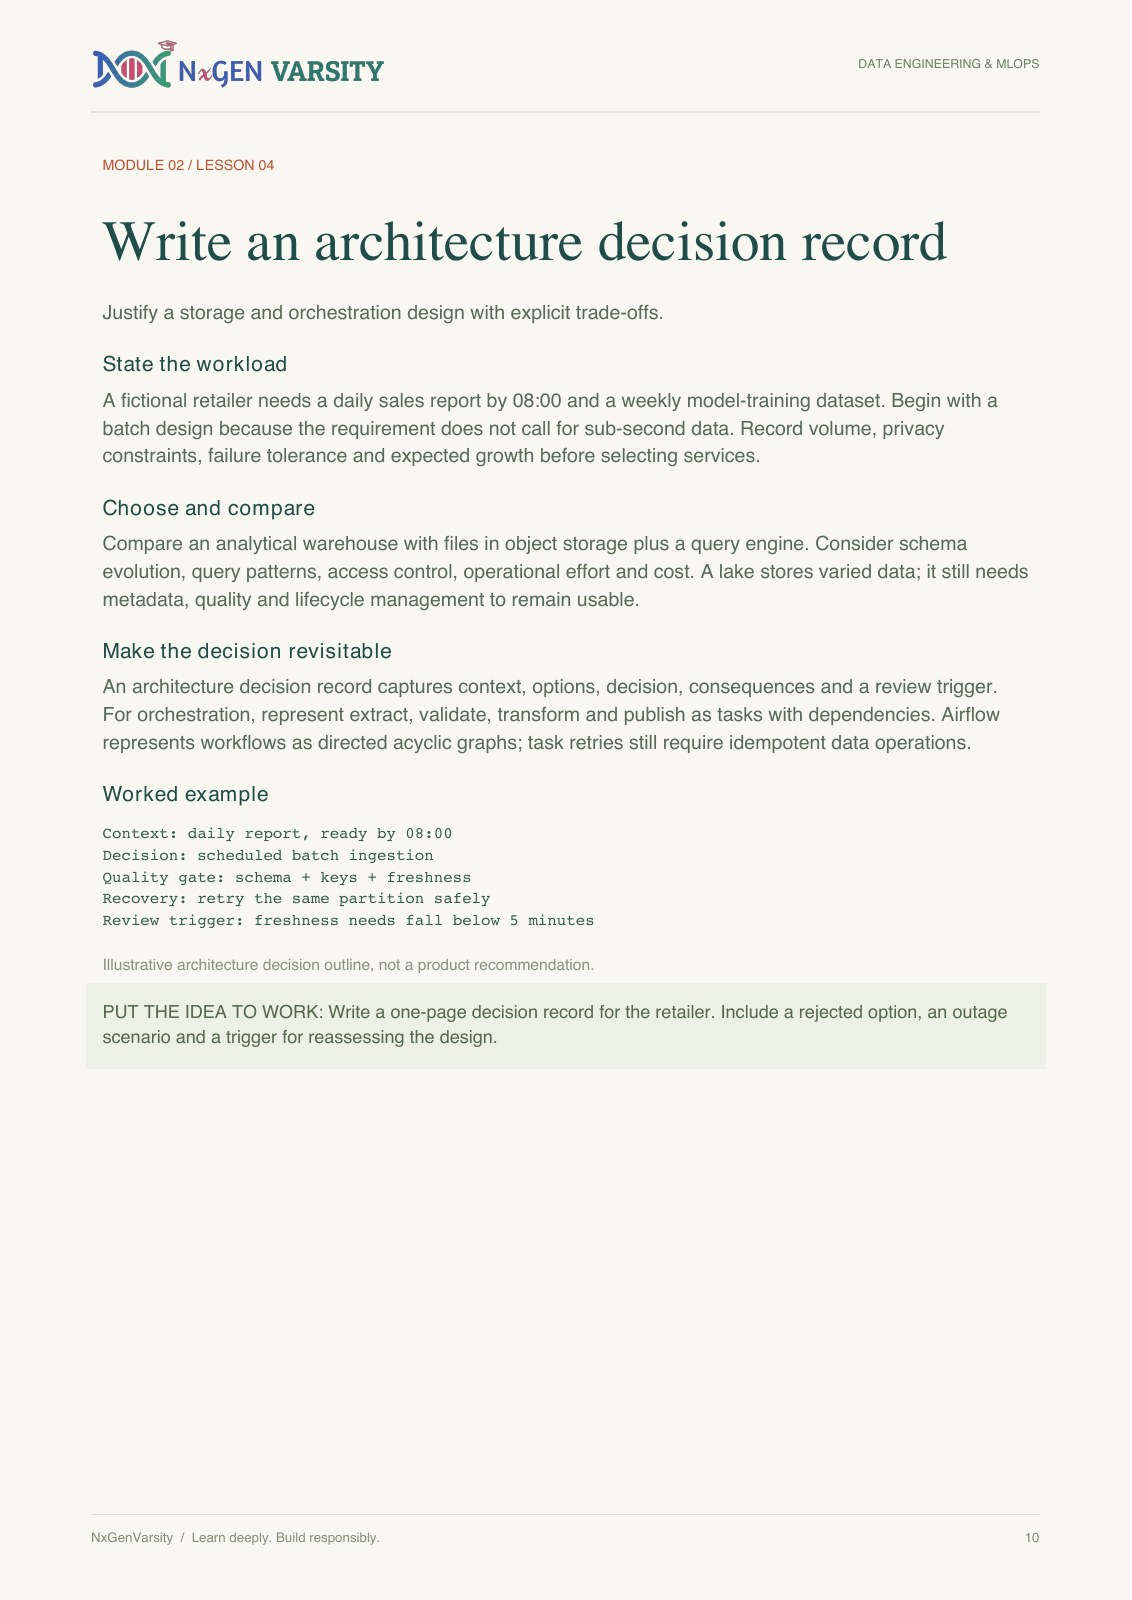 NxGEN VARSITY
DATA ENGINEERING & MLOPS
MODULE 02 / LESSON 04
Write an architecture decision record
Justify a storage and orchestration design with explicit trade-offs.
State the workload
A fictional retailer needs a daily sales report by 08:00 and a weekly model-training dataset. Begin with a
batch design because the requirement does not call for sub-second data. Record volume, privacy
constraints, failure tolerance and expected growth before selecting services.
Choose and compare
Compare an analytical warehouse with files in object storage plus a query engine. Consider schema
evolution, query patterns, access control, operational effort and cost. A lake stores varied data; it still needs
metadata, quality and lifecycle management to remain usable.
Make the decision revisitable
An architecture decision record captures context, options, decision, consequences and a review trigger.
For orchestration, represent extract, validate, transform and publish as tasks with dependencies. Airflow
represents workflows as directed acyclic graphs; task retries still require idempotent data operations.
Worked example
Context: daily report, ready by 08:00
Decision: scheduled batch ingestion
Quality gate: schema + keys + freshness
Recovery: retry the same partition safely
Review trigger: freshness needs fall below 5 minutes
Illustrative architecture decision outline, not a product recommendation.
PUT THE IDEA TO WORK: Write a one-page decision record for the retailer. Include a rejected option, an outage
scenario and a trigger for reassessing the design.
NxGenVarsity / Learn deeply. Build responsibly.
10